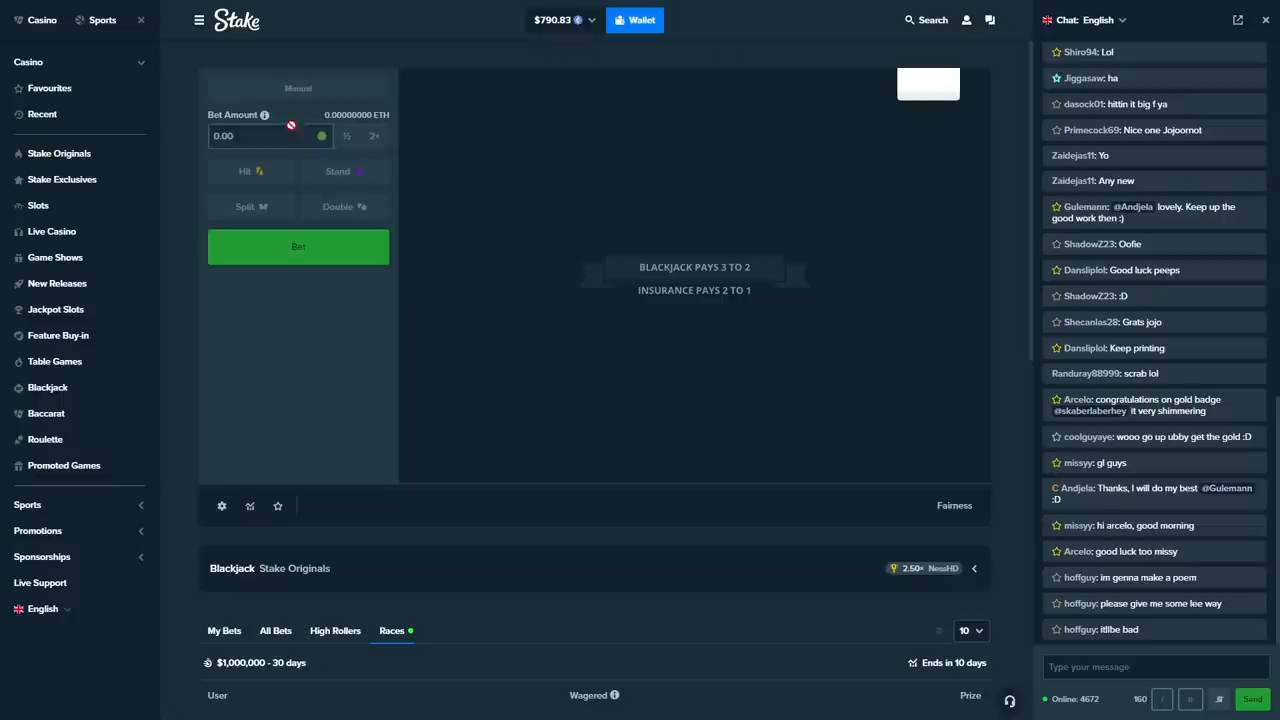 Casino
Sports
Stake
$790.83
Wallet
Search
Chat: English
Casino
Favourites
Recent
Stake Originals
Stake Exclusives
Slots
Live Casino
Game Shows
New Releases
Jackpot Slots
Feature Buy-in
Table Games
Blackjack
Baccarat
Roulette
Promoted Games
Sports
Promotions
Sponsorships
Live Support
English
Manual
Bet Amount
0.00000000 ETH
0.00
½
2×
Hit
Stand
Split
Double
Bet
BLACKJACK PAYS 3 TO 2
INSURANCE PAYS 2 TO 1
Fairness
Blackjack Stake Originals
2.50× NessHD
My Bets
All Bets
High Rollers
Races
10
$1,000,000 - 30 days
Ends in 10 days
User
Wagered
Prize
Shiro94: Lol
Jiggasaw: ha
dasock01: hittin it big f ya
Primecock69: Nice one Jojoornot
Zaidejas11: Yo
Zaidejas11: Any new
Gulemann: @Andjela lovely. Keep up the
good work then :)
ShadowZ23: Oofie
Dansliplol: Good luck peeps
ShadowZ23: :D
Shecanlas28: Grats jojo
Dansliplol: Keep printing
Randuray88999: scrab lol
Arcelo: congratulations on gold badge
@skaberlaberhey it very shimmering
coolguyaye: wooo go up ubby get the gold :D
missyy: gl guys
Andjela: Thanks, I will do my best @Gulemann
:D
missyy: hi arcelo, good morning
Arcelo: good luck too missy
hoffguy: im genna make a poem
hoffguy: please give me some lee way
hoffguy: itllbe bad
Type your message
Online: 4672
160
Send